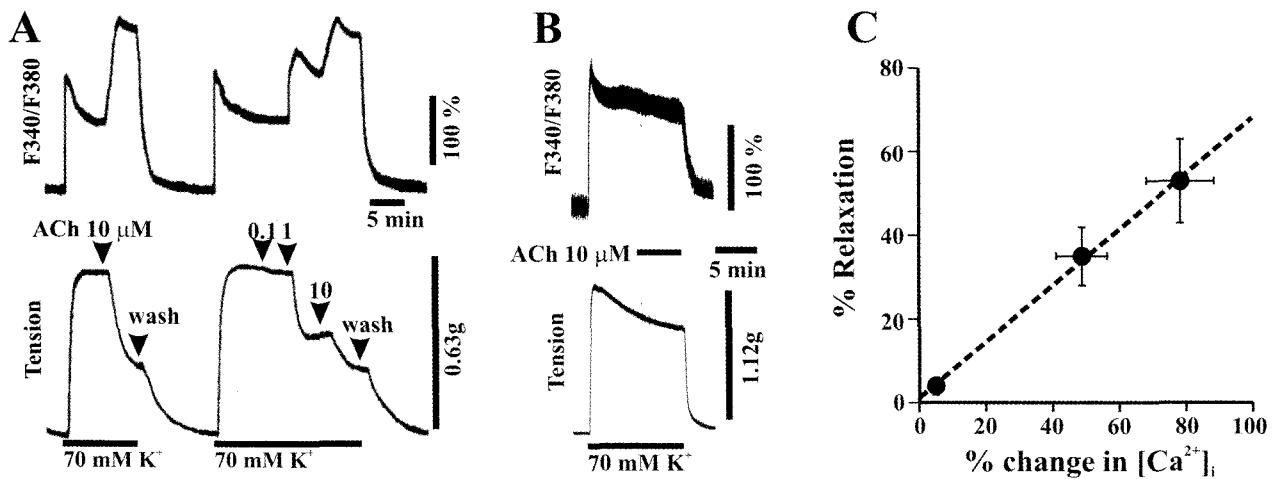 A
B
C
F340/F380
100 %
5 min
ACh 10 μM
0.1 1
10
wash
wash
Tension
0.63g
70 mM K⁺
70 mM K⁺
F340/F380
100 %
ACh 10 μM
5 min
Tension
1.12g
70 mM K⁺
% Relaxation
80
60
40
20
0
0 20 40 60 80 100
% change in [Ca²⁺]ᵢ